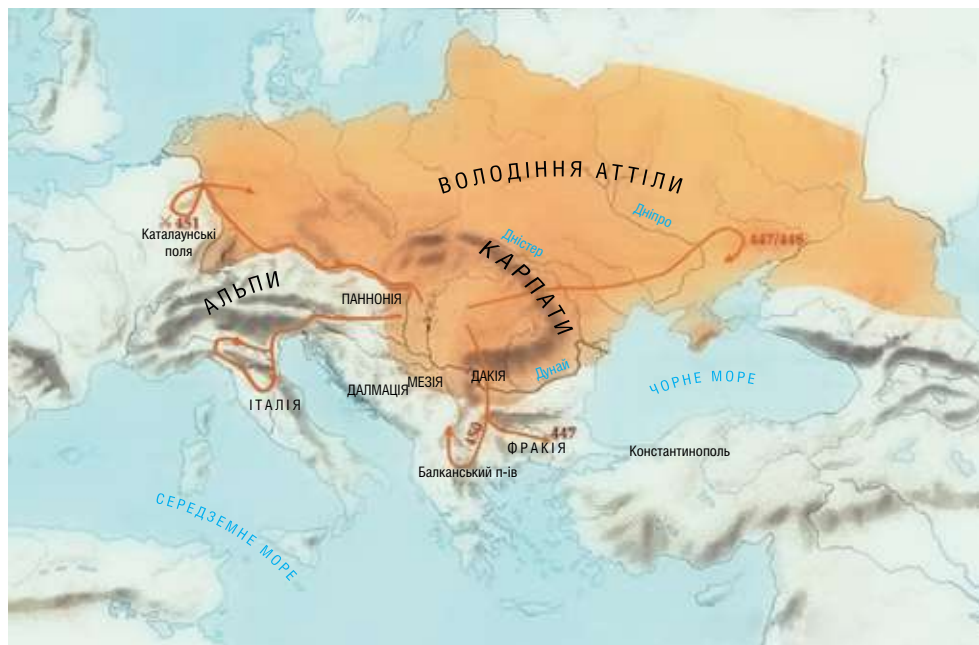 ВОЛОДІННЯ АТТІЛИ
Дніпро
451
Каталаунські
поля
Дністер
447/448
КАРПАТИ
АЛЬПИ
ПАННОНІЯ
Дунай
ДАКІЯ
МЕЗІЯ
ДАЛМАЦІЯ
ЧОРНЕ МОРЕ
ІТАЛІЯ
450
447
ФРАКІЯ
Константинополь
Балканський п-ів
СЕРЕДЗЕМНЕ МОРЕ